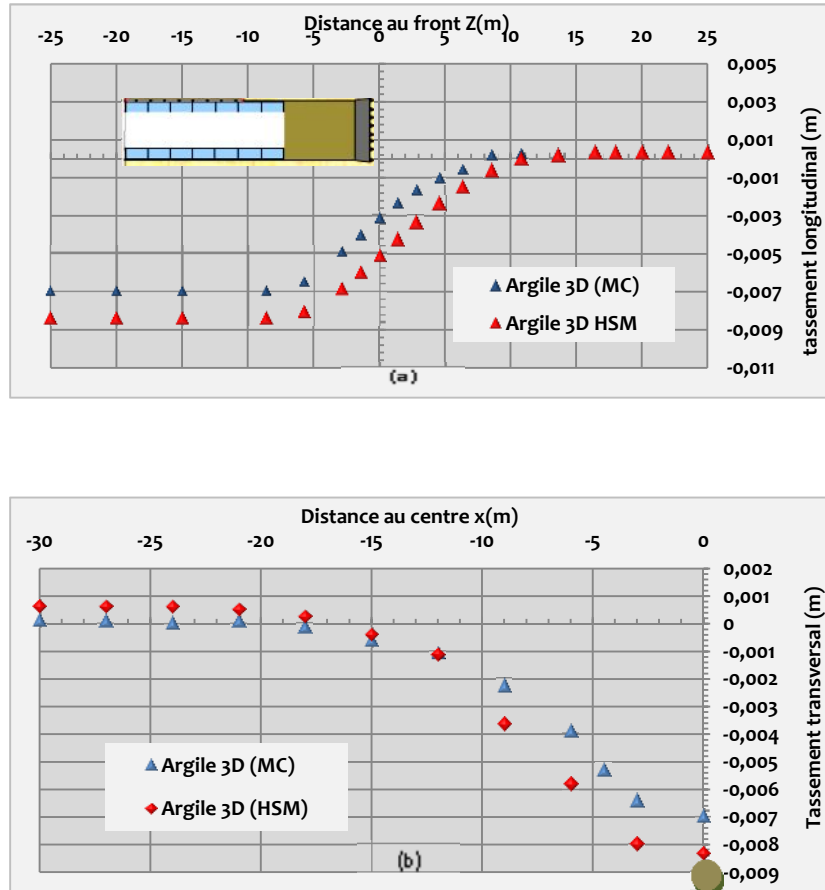 Distance au front Z(m)
-25 -20 -15 -10 -5 0 5 10 15 20 25
0,005
0,003
0,001
-0,001
-0,003
-0,005
-0,007
-0,009
-0,011
tassement longitudinal (m)
Argile 3D (MC)
Argile 3D HSM
(a)
Distance au centre x(m)
-30 -25 -20 -15 -10 -5 0
0,002
0,001
0
-0,001
-0,002
-0,003
-0,004
-0,005
-0,006
-0,007
-0,008
-0,009
Tassement transversal (m)
Argile 3D (MC)
Argile 3D (HSM)
(b)